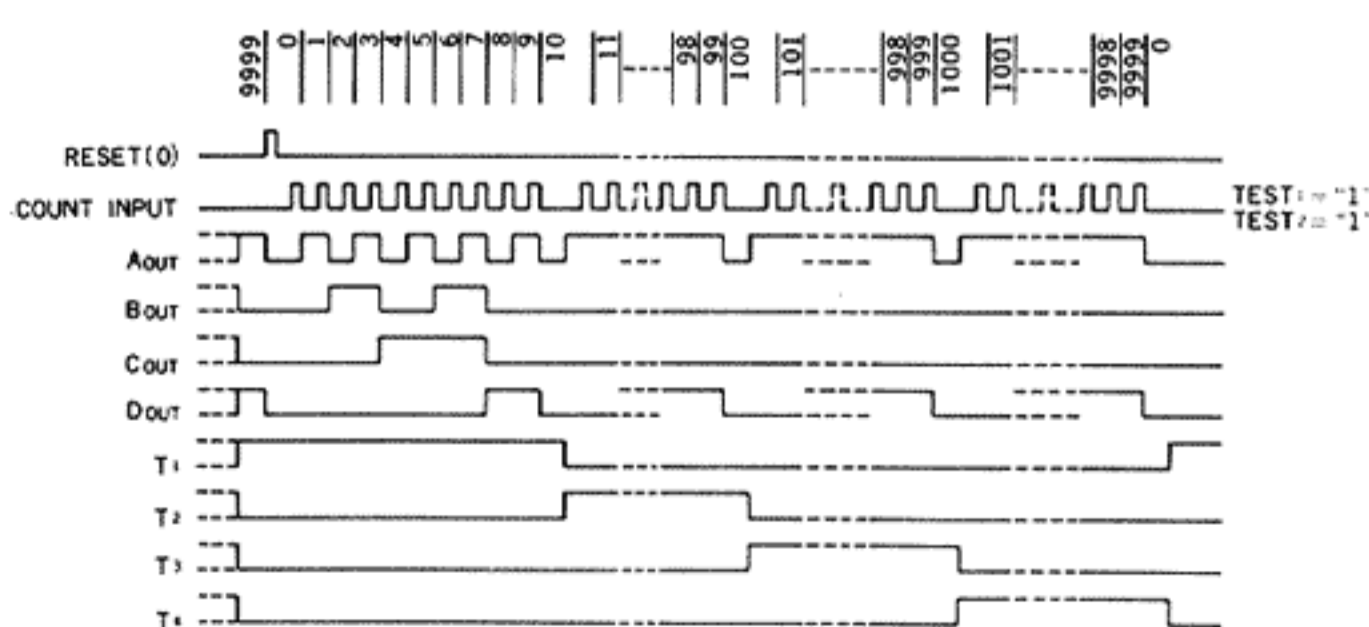 9999 0 1 2 3 4 5 6 7 8 9 10 11 98 99 100 101 998 999 1000 1001 9998 9999 0
RESET(0)
COUNT INPUT
TEST1 = "1"
TEST2 = "1"
AOUT
BOUT
COUT
DOUT
T1
T2
T3
T4